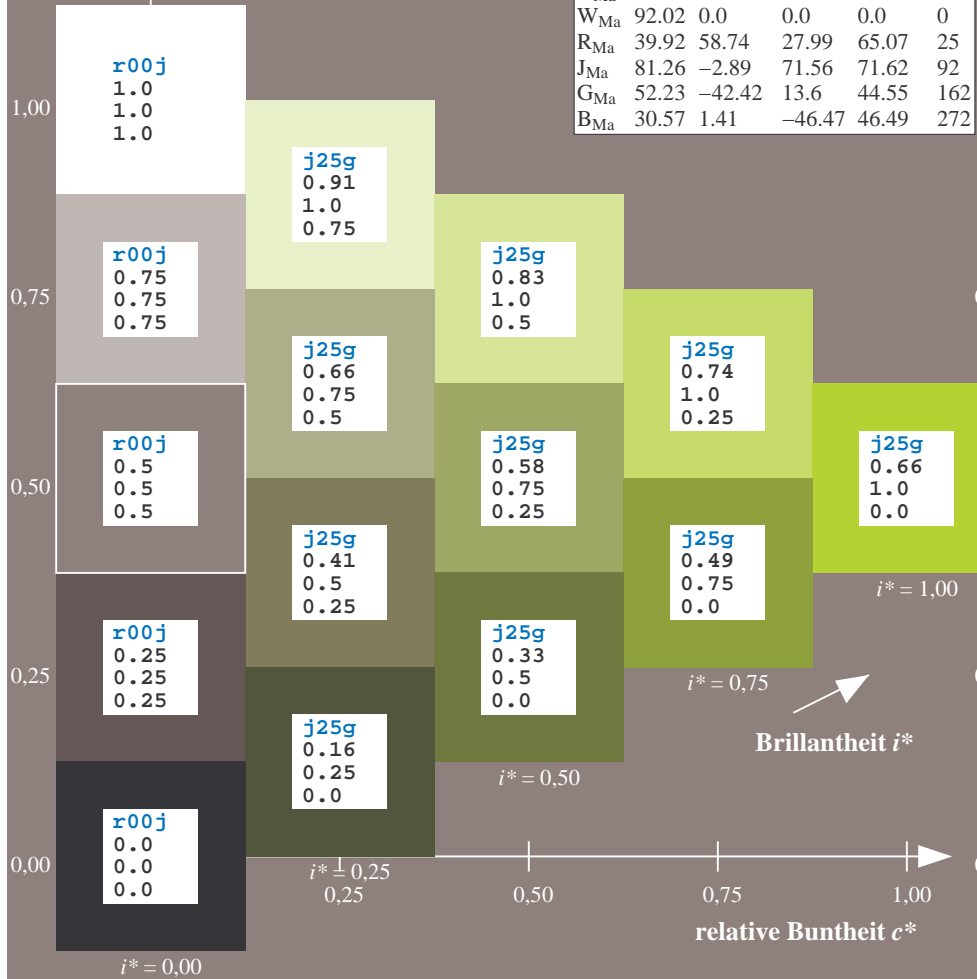 W Ma 92.02 0.0 0.0 0.0 0
R Ma 39.92 58.74 27.99 65.07 25
J Ma 81.26 −2.89 71.56 71.62 92
G Ma 52.23 −42.42 13.6 44.55 162
B Ma 30.57 1.41 −46.47 46.49 272
r00j
1.0
1.0
1.0
1,00
j25g
0.91
1.0
0.75
r00j
0.75
0.75
0.75
0,75
j25g
0.83
1.0
0.5
j25g
0.66
0.75
0.5
j25g
0.74
1.0
0.25
r00j
0.5
0.5
0.5
0,50
j25g
0.58
0.75
0.25
j25g
0.66
1.0
0.0
j25g
0.41
0.5
0.25
j25g
0.49
0.75
0.0
i* = 1,00
r00j
0.25
0.25
0.25
0,25
j25g
0.33
0.5
0.0
i* = 0,75
j25g
0.16
0.25
0.0
Brillantheit i*
i* = 0,50
r00j
0.0
0.0
0.0
0,00
i* = 0,25
0,25 0,50 0,75 1,00
relative Buntheit c*
i* = 0,00